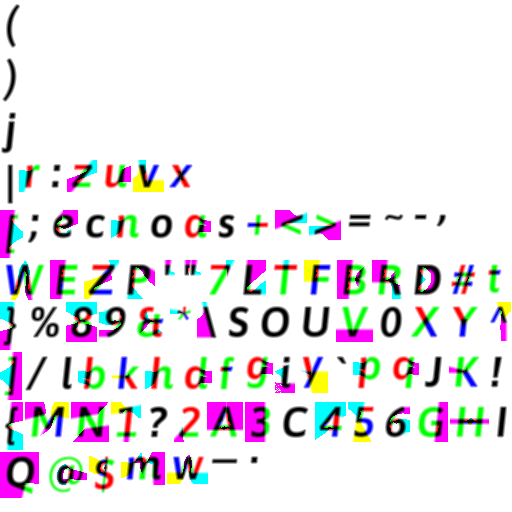 (
)
j
|r:zuvx
[;ecnoas+<>=~-,
WEZP'"7LTFBRD#t
}%89&*\SOUV0XY^
]/lbkhdfgiy`pqJK!
{MN1?2A3C456GHI
Q@$mw—.